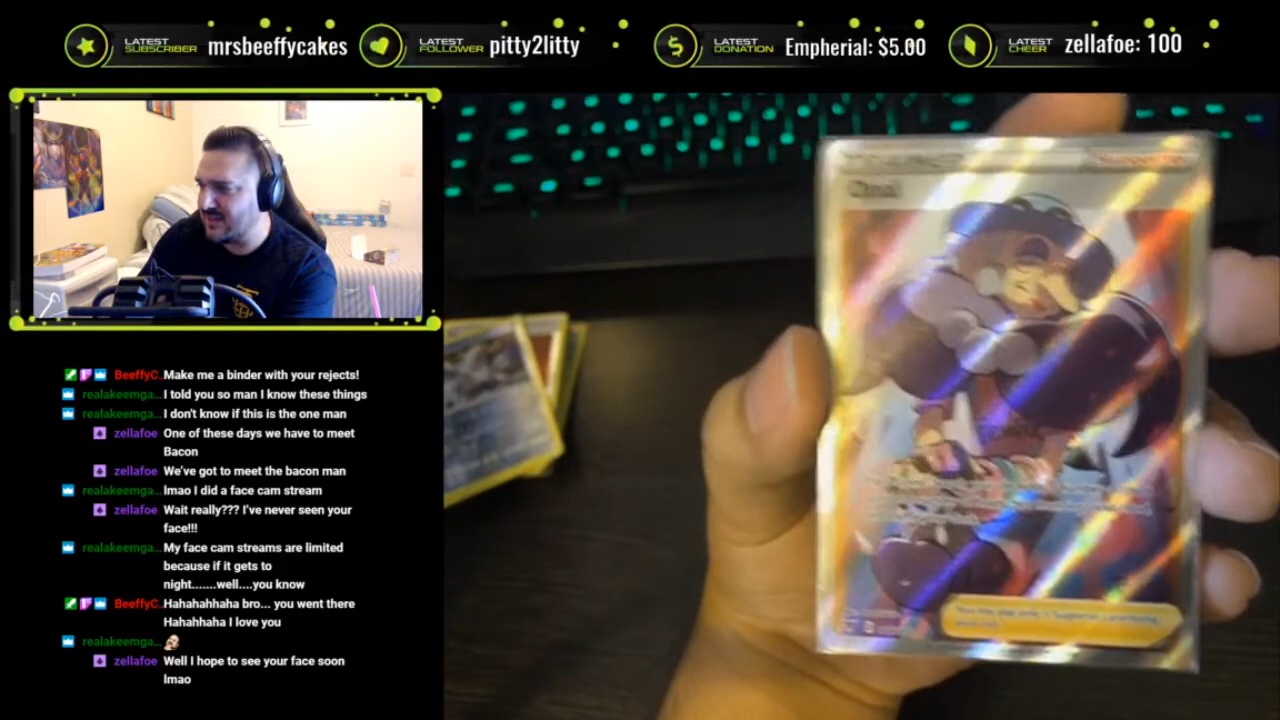 LATEST SUBSCRIBER mrsbeeffycakes
LATEST FOLLOWER pitty2litty
LATEST DONATION Empherial: $5.00
LATEST CHEER zellafoe: 100
Opal
BeeffyC.. Make me a binder with your rejects!
realakeemga... I told you so man I know these things
realakeemga... I don't know if this is the one man
zellafoe One of these days we have to meet
Bacon
zellafoe We've got to meet the bacon man
realakeemga... lmao I did a face cam stream
zellafoe Wait really??? I've never seen your
face!!!
realakeemga... My face cam streams are limited
because if it gets to
night.......well....you know
BeeffyC.. Hahahahhaha bro... you went there
Hahahhaha I love you
realakeemga...
zellafoe Well I hope to see your face soon
lmao